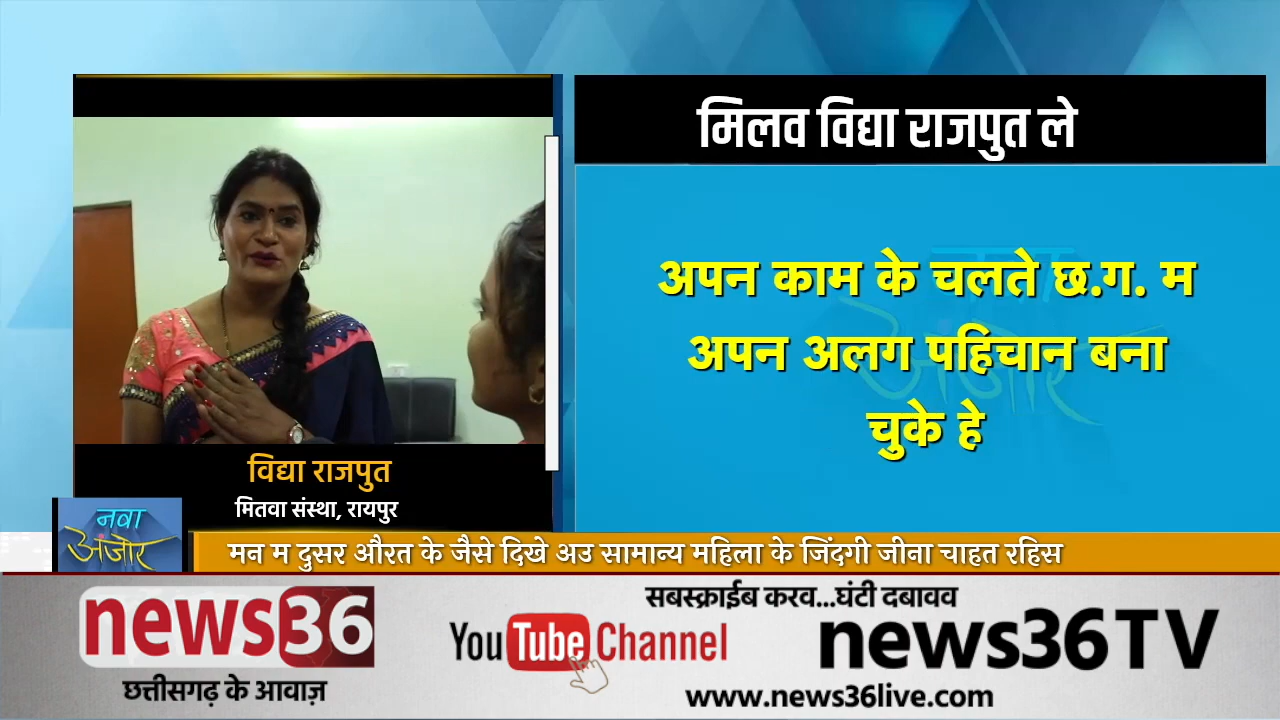 मिलव विद्या राजपुत ले
अपन काम के चलते छ.ग. म
अपन अलग पहिचान बना
चुके हे
विद्या राजपुत
मितवा संस्था, रायपुर
नवा
अंजोर
मन म दुसर औरत के जैसे दिखे अउ सामान्य महिला के जिंदगी जीना चाहत रहिस
news36
छत्तीसगढ़ के आवाज़
YouTube Channel
सबस्क्राईब करव...घंटी दबावव
news36TV
www.news36live.com